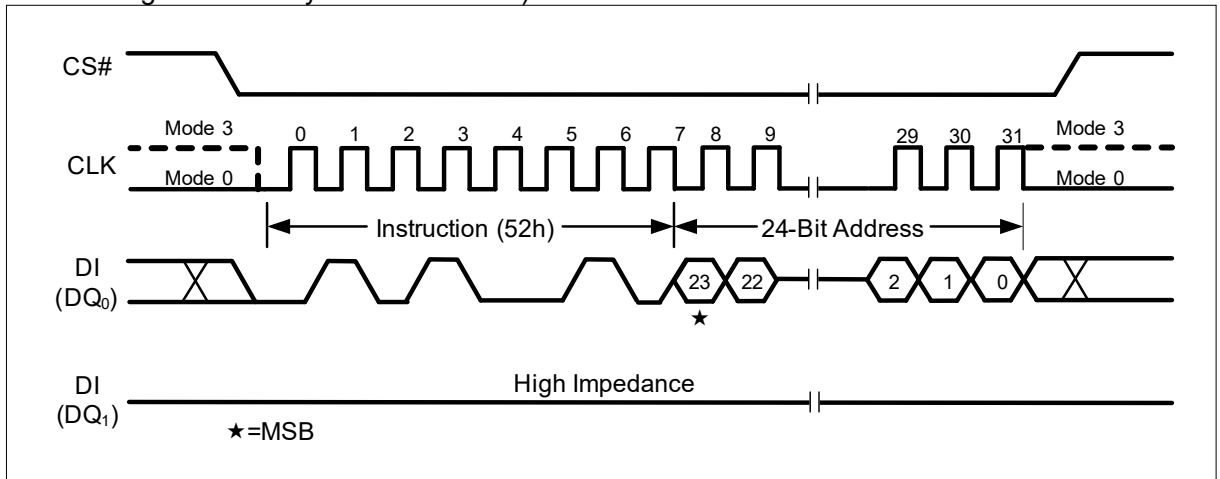 CS#
Mode 3 0 1 2 3 4 5 6 7 8 9 29 30 31 Mode 3
CLK
Mode 0 Mode 0
Instruction (52h) 24-Bit Address
DI
(DQ₀)
23 22 2 1 0
★
High Impedance
DI
(DQ₁)
★=MSB